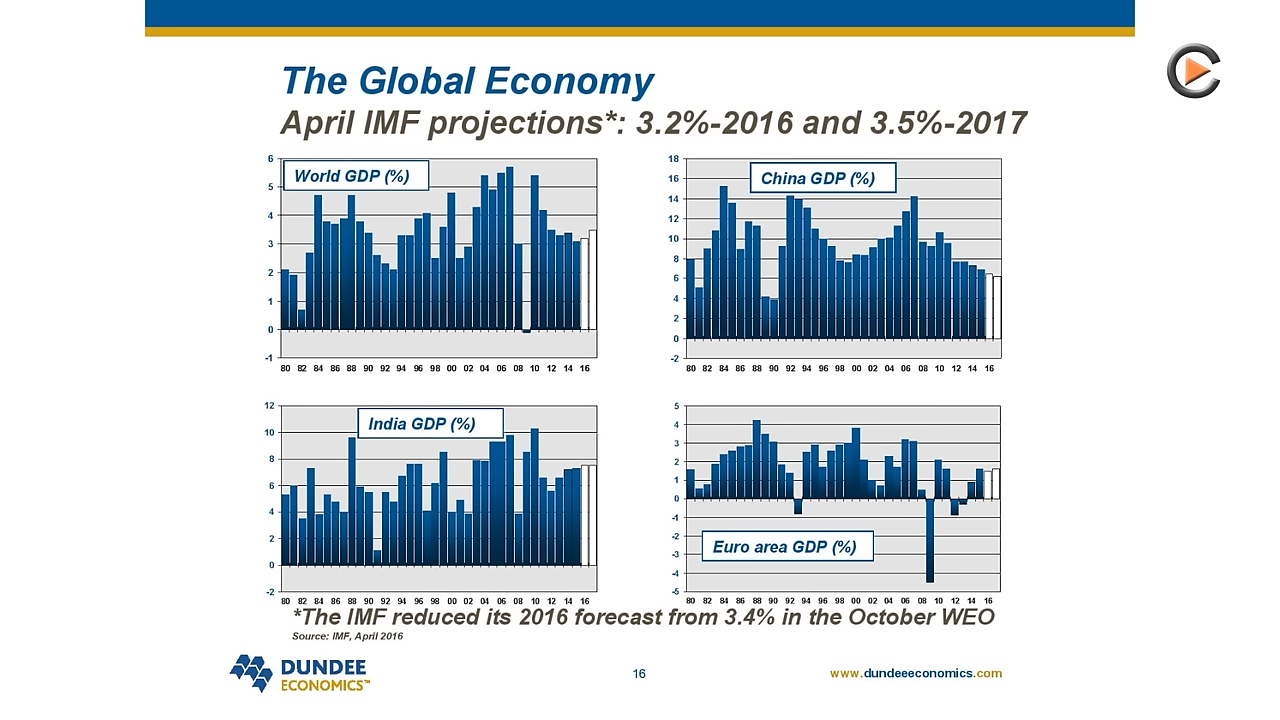 The Global Economy
April IMF projections*: 3.2%-2016 and 3.5%-2017
World GDP (%)
6
5
4
3
2
1
0
-1
80 82 84 86 88 90 92 94 96 98 00 02 04 06 08 10 12 14 16
China GDP (%)
18
16
14
12
10
8
6
4
2
0
-2
80 82 84 86 88 90 92 94 96 98 00 02 04 06 08 10 12 14 16
India GDP (%)
12
10
8
6
4
2
0
-2
80 82 84 86 88 90 92 94 96 98 00 02 04 06 08 10 12 14 16
5
4
3
2
1
0
-1
-2
-3
-4
-5
Euro area GDP (%)
80 82 84 86 88 90 92 94 96 98 00 02 04 06 08 10 12 14 16
*The IMF reduced its 2016 forecast from 3.4% in the October WEO
Source: IMF, April 2016
DUNDEE
ECONOMICS™
16
www.dundeeeconomics.com